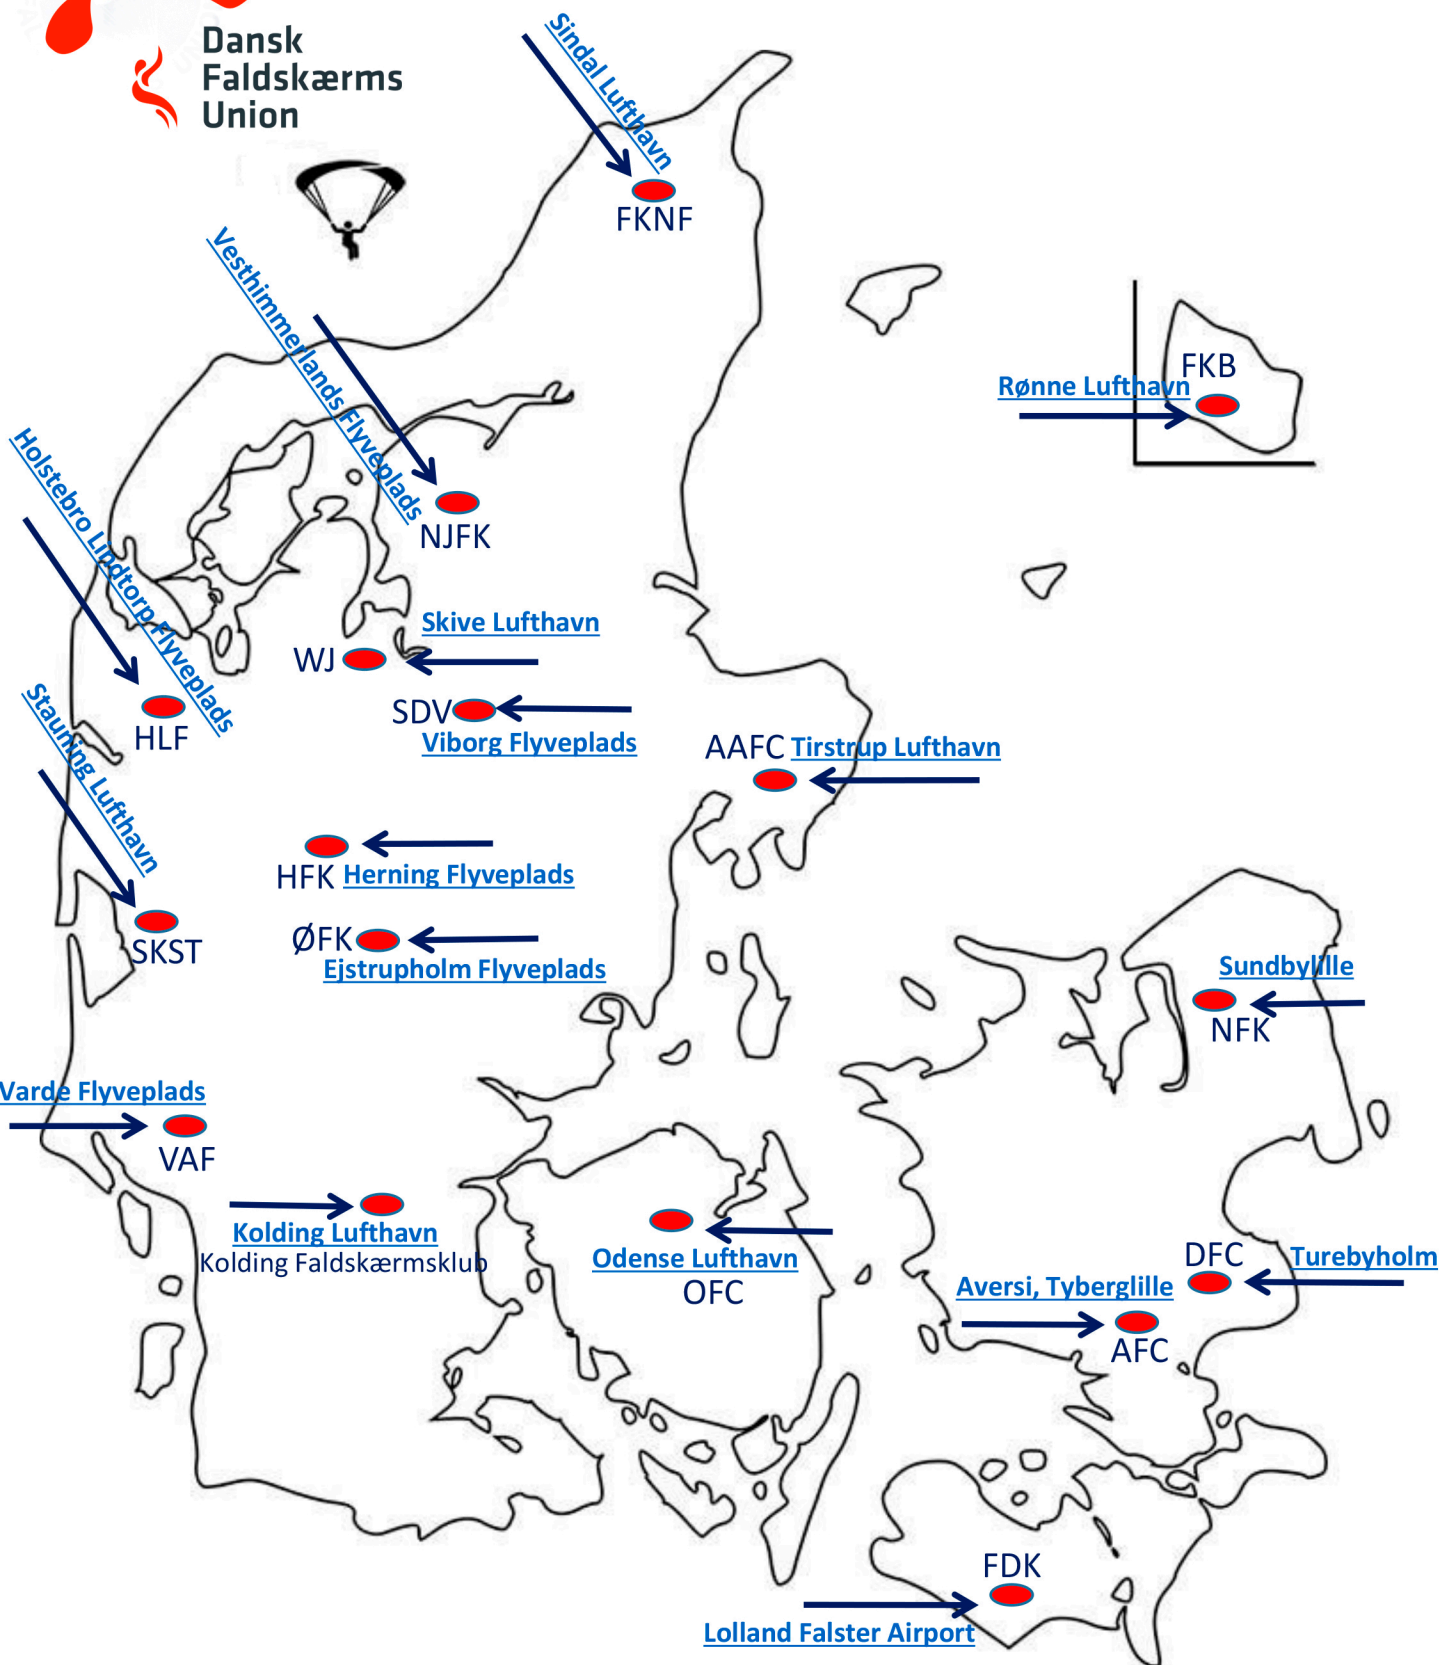 Dansk
Faldskærms
Union
Sindal Lufthavn
FKNF
Vesthimmerlands Flyveplads
NJFK
FKB
Rønne Lufthavn
Holstebro Lindtorp Flyveplads
HLF
Skive Lufthavn
WJ
SDV
Viborg Flyveplads
AAFC Tirstrup Lufthavn
Stauning Lufthavn
SKST
HFK Herning Flyveplads
ØFK
Ejstrupholm Flyveplads
Sundbylille
NFK
Varde Flyveplads
VAF
Kolding Lufthavn
Kolding Faldskærmsklub
Odense Lufthavn
OFC
DFC Turebyholm
Aversi, Tyberglille
AFC
FDK
Lolland Falster Airport